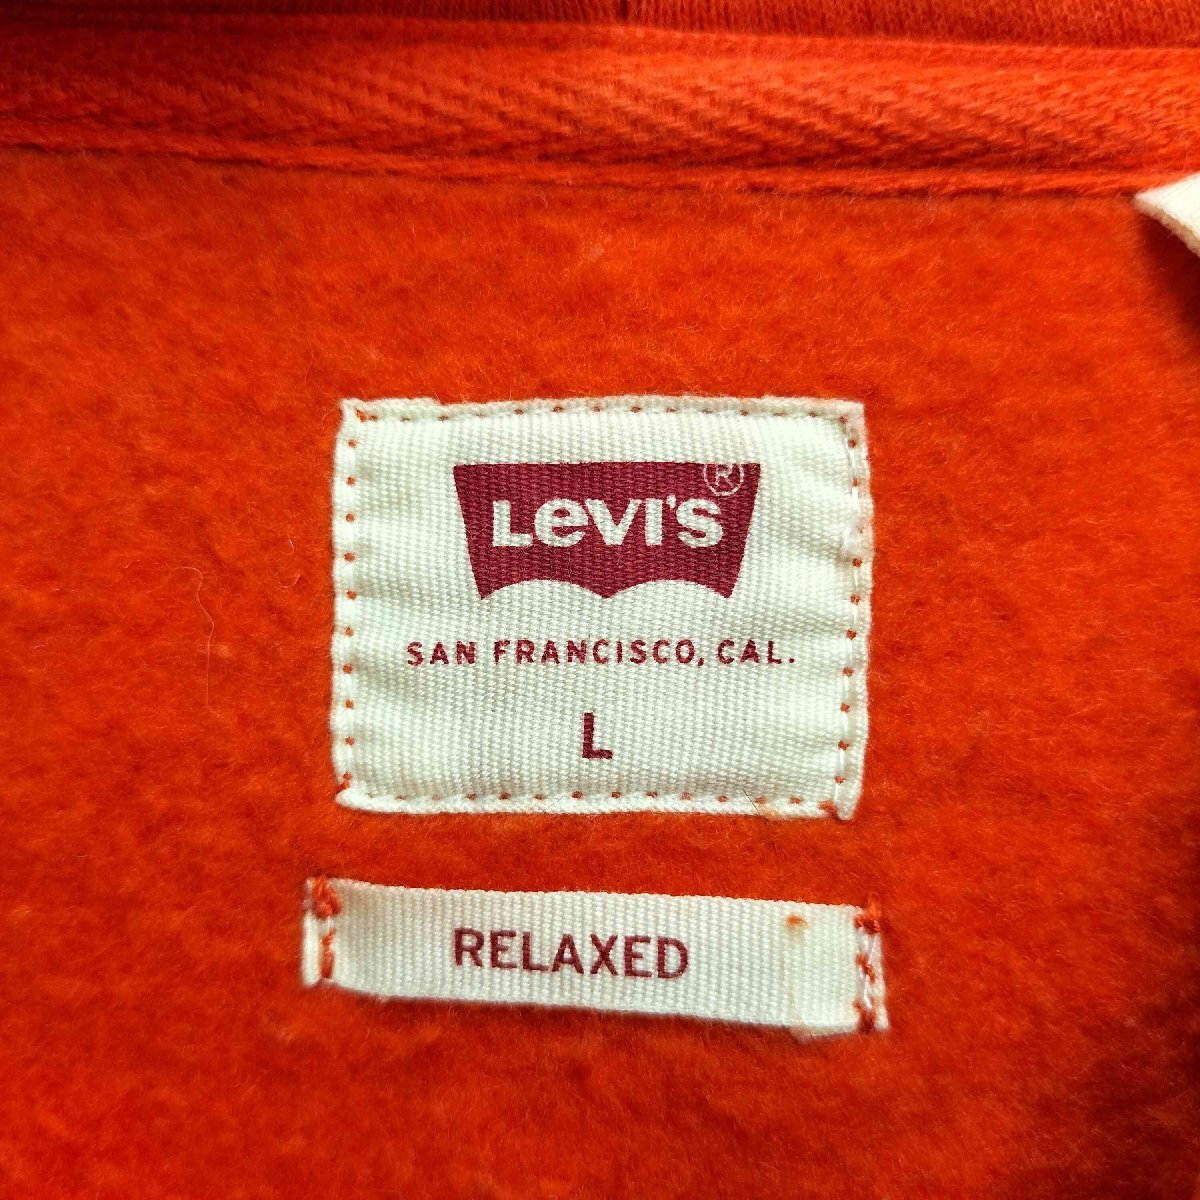 Levi's®
SAN FRANCISCO, CAL.
L
RELAXED